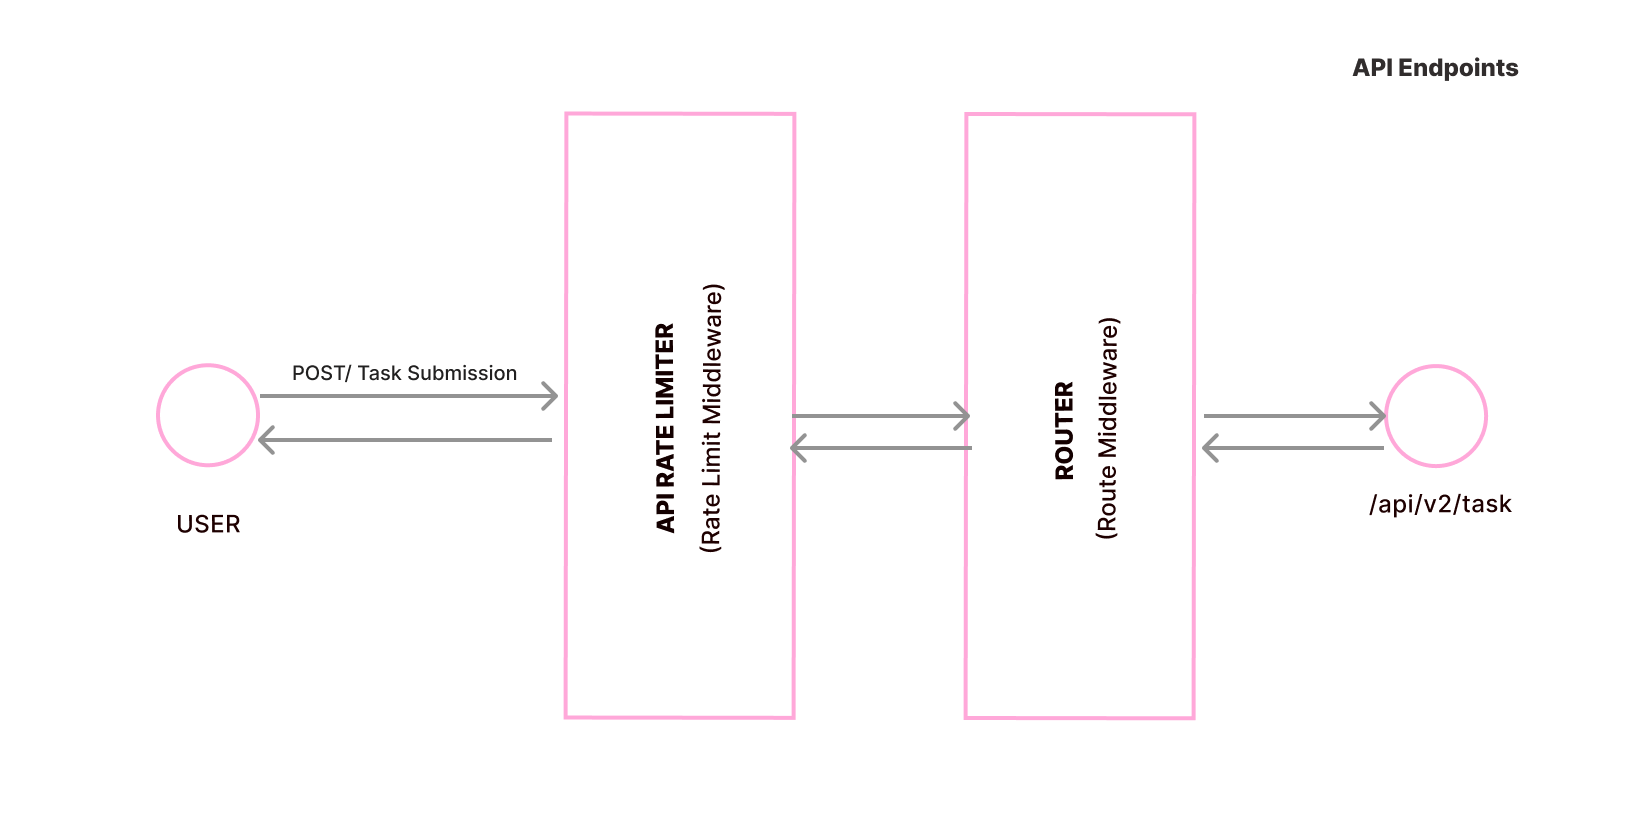 API Endpoints
POST/ Task Submission
USER
API RATE LIMITER
(Rate Limit Middleware)
ROUTER
(Route Middleware)
/api/v2/task